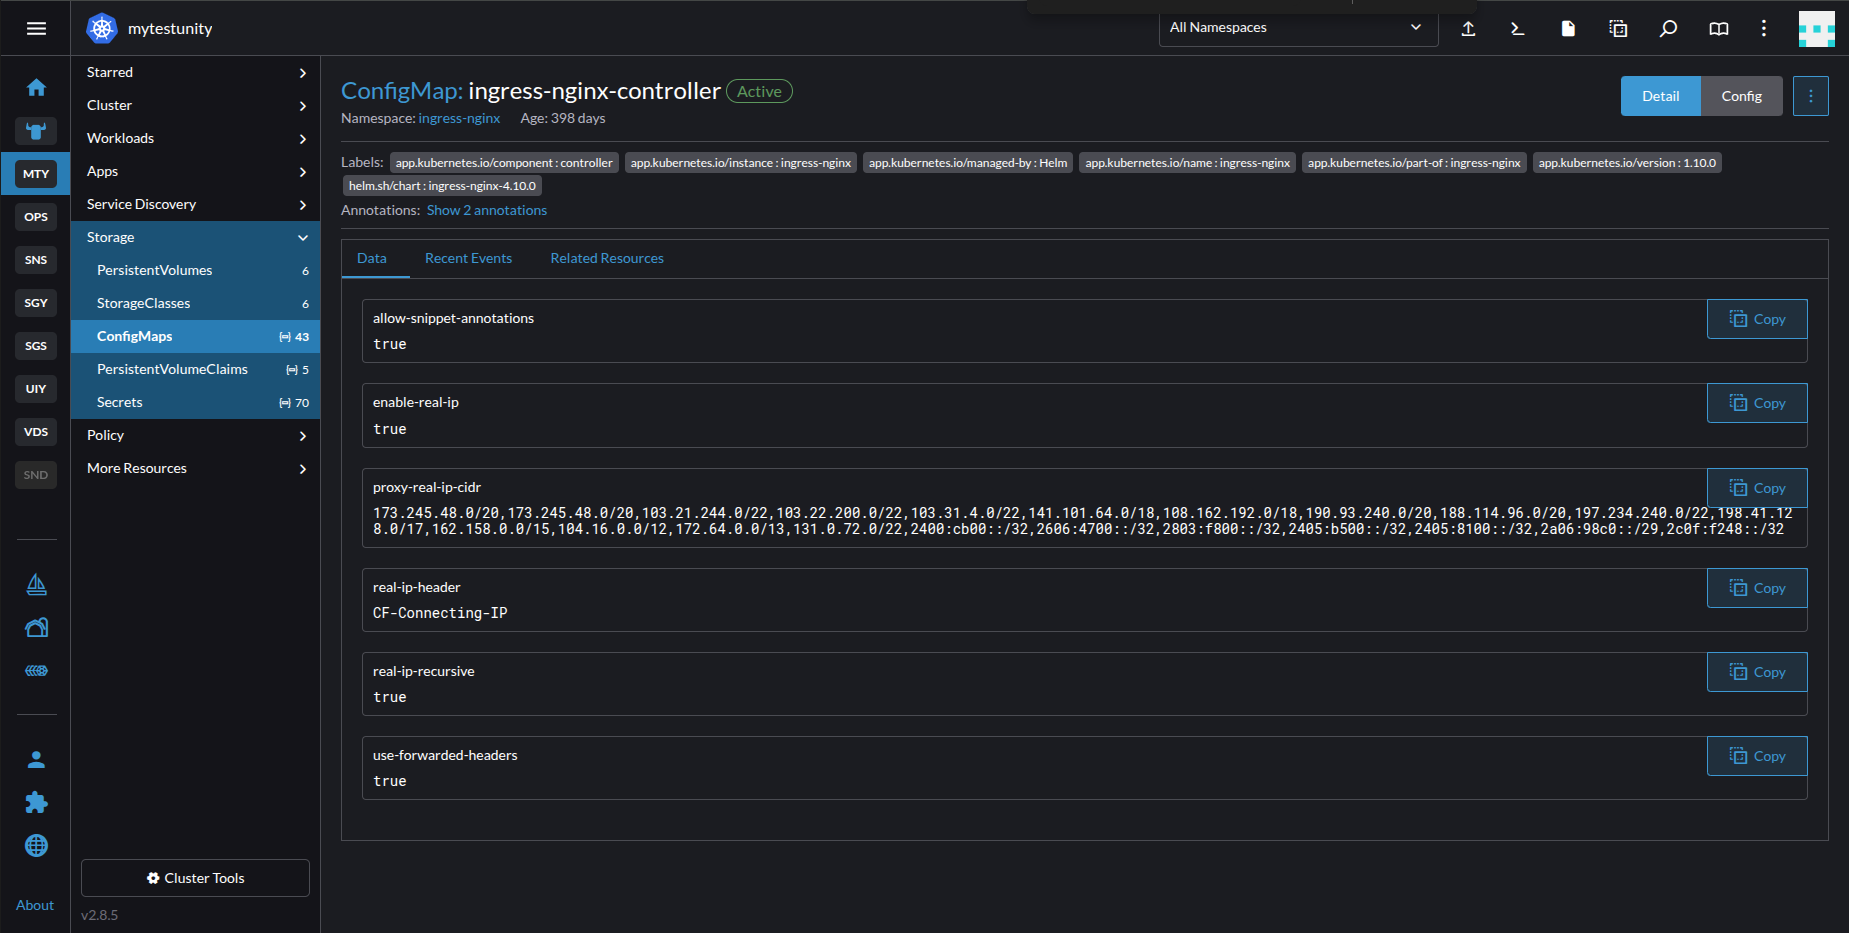 mytestunity
All Namespaces
Starred
Cluster
Workloads
Apps
Service Discovery
Storage
PersistentVolumes 6
StorageClasses 6
ConfigMaps 43
PersistentVolumeClaims 5
Secrets 70
Policy
More Resources
MTY
OPS
SNS
SGY
SGS
UIY
VDS
SND
About
Cluster Tools
v2.8.5
ConfigMap: ingress-nginx-controller Active
Namespace: ingress-nginx Age: 398 days
Detail Config
Labels: app.kubernetes.io/component : controller app.kubernetes.io/instance : ingress-nginx app.kubernetes.io/managed-by : Helm app.kubernetes.io/name : ingress-nginx app.kubernetes.io/part-of : ingress-nginx app.kubernetes.io/version : 1.10.0
helm.sh/chart : ingress-nginx-4.10.0
Annotations: Show 2 annotations
Data Recent Events Related Resources
allow-snippet-annotations Copy
true
enable-real-ip Copy
true
proxy-real-ip-cidr Copy
173.245.48.0/20,173.245.48.0/20,103.21.244.0/22,103.22.200.0/22,103.31.4.0/22,141.101.64.0/18,108.162.192.0/18,190.93.240.0/20,188.114.96.0/20,197.234.240.0/22,198.41.12
8.0/17,162.158.0.0/15,104.16.0.0/12,172.64.0.0/13,131.0.72.0/22,2400:cb00::/32,2606:4700::/32,2803:f800::/32,2405:b500::/32,2405:8100::/32,2a06:98c0::/29,2c0f:f248::/32
real-ip-header Copy
CF-Connecting-IP
real-ip-recursive Copy
true
use-forwarded-headers Copy
true